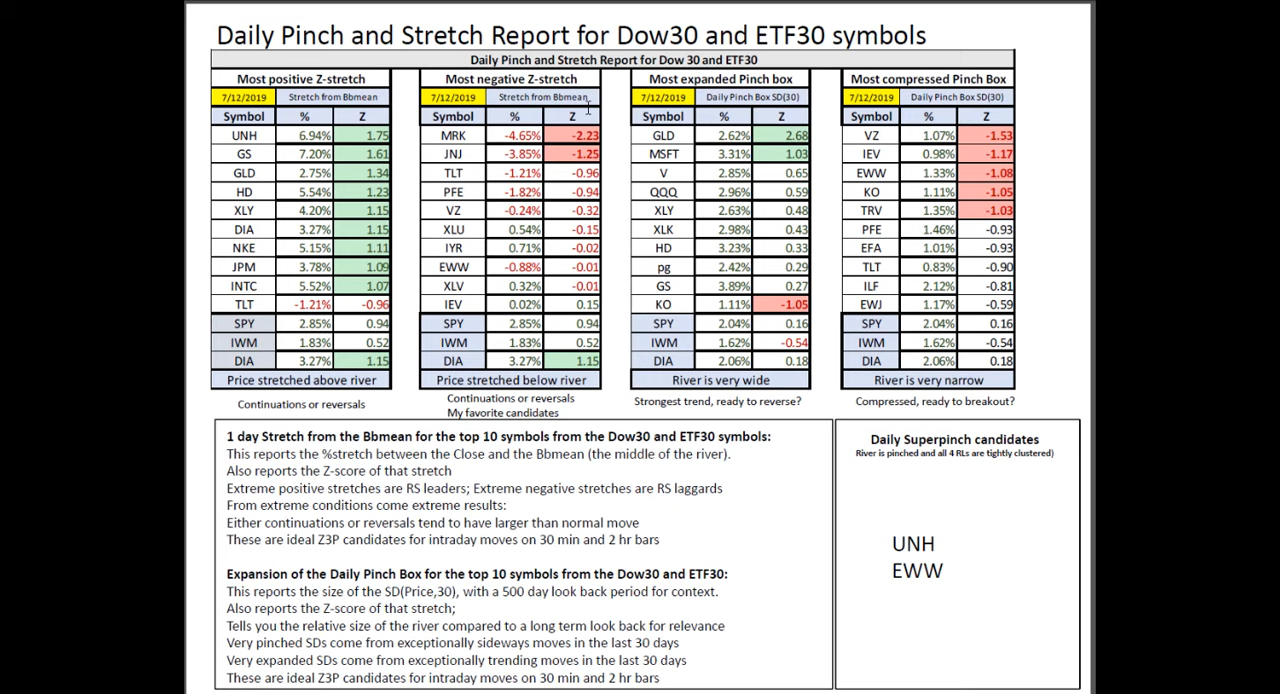 Daily Pinch and Stretch Report for Dow30 and ETF30 symbols
Daily Pinch and Stretch Report for Dow 30 and ETF30
Most positive Z-stretch
7/12/2019 Stretch from Bbmean
Symbol % Z
UNH 6.94% 1.75
GS 7.20% 1.61
GLD 2.75% 1.34
HD 5.54% 1.23
XLY 4.20% 1.15
DIA 3.27% 1.15
NKE 5.15% 1.11
JPM 3.78% 1.09
INTC 5.52% 1.07
TLT -1.21% -0.96
SPY 2.85% 0.94
IWM 1.83% 0.52
DIA 3.27% 1.15
Price stretched above river
Continuations or reversals
Most negative Z-stretch
7/12/2019 Stretch from Bbmean
Symbol % Z
MRK -4.65% -2.23
JNJ -3.85% -1.25
TLT -1.21% -0.96
PFE -1.82% -0.94
VZ -0.24% -0.32
XLU 0.54% -0.15
IYR 0.71% -0.02
EWW -0.88% -0.01
XLV 0.32% -0.01
IEV 0.02% 0.15
SPY 2.85% 0.94
IWM 1.83% 0.52
DIA 3.27% 1.15
Price stretched below river
Continuations or reversals
My favorite candidates
Most expanded Pinch box
7/12/2019 Daily Pinch Box SD(30)
Symbol % Z
GLD 2.62% 2.68
MSFT 3.31% 1.03
V 2.85% 0.65
QQQ 2.96% 0.59
XLY 2.63% 0.48
XLK 2.98% 0.43
HD 3.23% 0.33
pg 2.42% 0.29
GS 3.89% 0.27
KO 1.11% -1.05
SPY 2.04% 0.16
IWM 1.62% -0.54
DIA 2.06% 0.18
River is very wide
Strongest trend, ready to reverse?
Most compressed Pinch Box
7/12/2019 Daily Pinch Box SD(30)
Symbol % Z
VZ 1.07% -1.53
IEV 0.98% -1.17
EWW 1.33% -1.08
KO 1.11% -1.05
TRV 1.35% -1.03
PFE 1.46% -0.93
EFA 1.01% -0.93
TLT 0.83% -0.90
ILF 2.12% -0.81
EWJ 1.17% -0.59
SPY 2.04% 0.16
IWM 1.62% -0.54
DIA 2.06% 0.18
River is very narrow
Compressed, ready to breakout?
1 day Stretch from the Bbmean for the top 10 symbols from the Dow30 and ETF30 symbols:
This reports the %stretch between the Close and the Bbmean (the middle of the river).
Also reports the Z-score of that stretch
Extreme positive stretches are RS leaders; Extreme negative stretches are RS laggards
From extreme conditions come extreme results:
Either continuations or reversals tend to have larger than normal move
These are ideal Z3P candidates for intraday moves on 30 min and 2 hr bars
Expansion of the Daily Pinch Box for the top 10 symbols from the Dow30 and ETF30:
This reports the size of the SD(Price,30), with a 500 day look back period for context.
Also reports the Z-score of that stretch;
Tells you the relative size of the river compared to a long term look back for relevance
Very pinched SDs come from exceptionally sideways moves in the last 30 days
Very expanded SDs come from exceptionally trending moves in the last 30 days
These are ideal Z3P candidates for intraday moves on 30 min and 2 hr bars
Daily Superpinch candidates
River is pinched and all 4 RLs are tightly clustered)
UNH
EWW